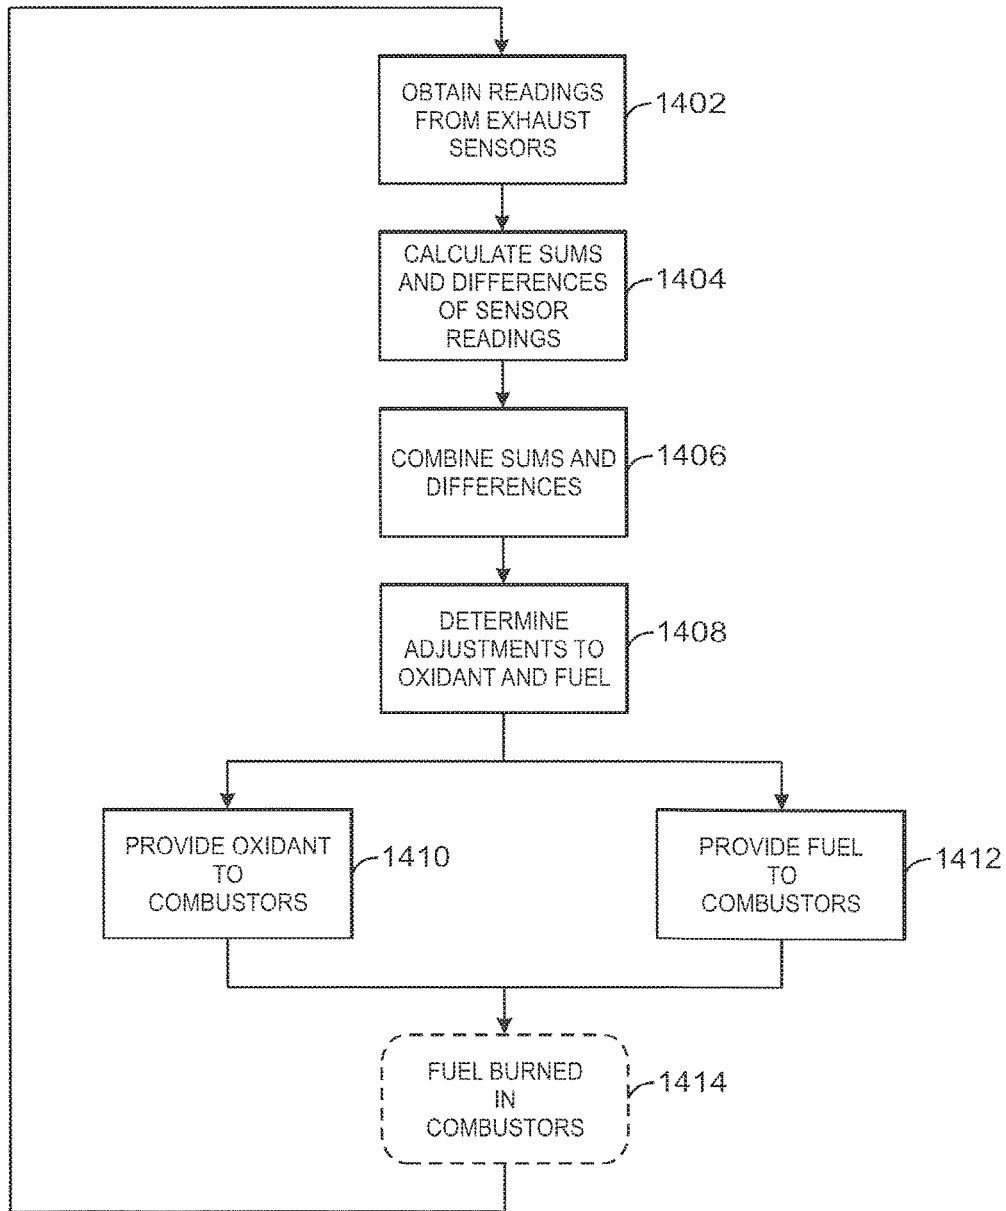 OBTAIN READINGS
FROM EXHAUST
SENSORS
1402
CALCULATE SUMS
AND DIFFERENCES
OF SENSOR
READINGS
1404
COMBINE SUMS AND
DIFFERENCES
1406
DETERMINE
ADJUSTMENTS TO
OXIDANT AND FUEL
1408
PROVIDE OXIDANT
TO
COMBUSTORS
1410
PROVIDE FUEL
TO
COMBUSTORS
1412
FUEL BURNED
IN
COMBUSTORS
1414